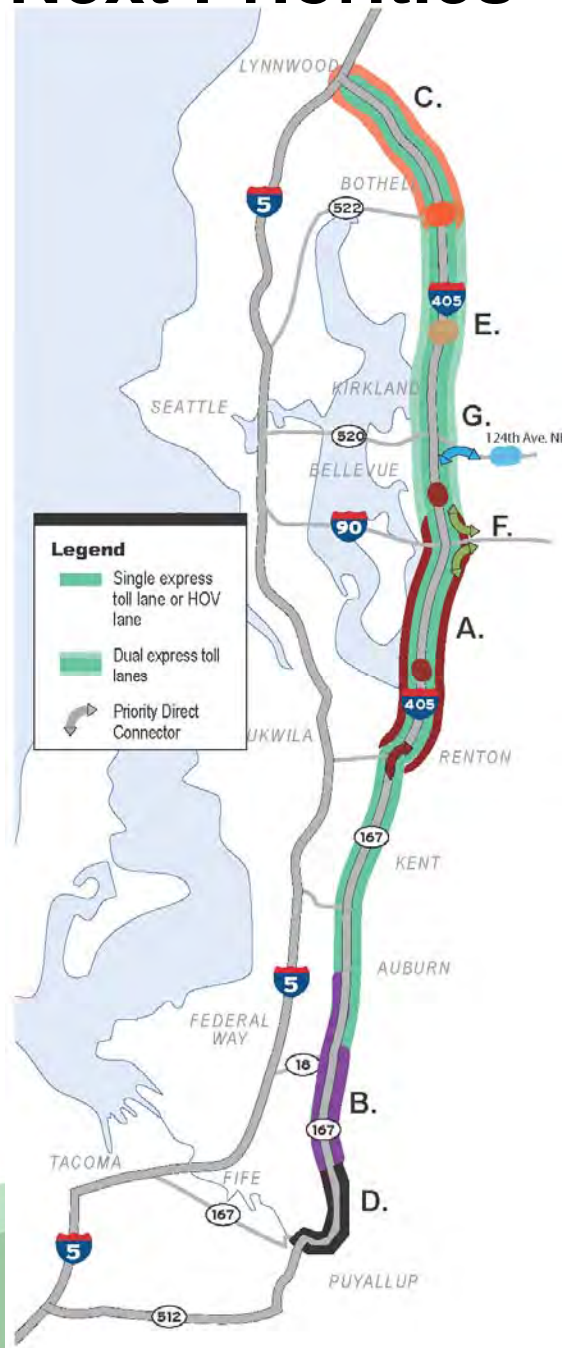 Next Priorities
LYNNWOOD
C.
BOTHELL
5
522
405
E.
KIRKLAND
SEATTLE
G.
124th Ave. NE
520
BELLEVUE
90
F.
Legend
Single express
toll lane or HOV
lane
Dual express toll
lanes
Priority Direct
Connector
A.
405
UKWILA
RENTON
167
KENT
AUBURN
5
FEDERAL
WAY
18
B.
167
TACOMA
FIFE
167
D.
5
PUYALLUP
512